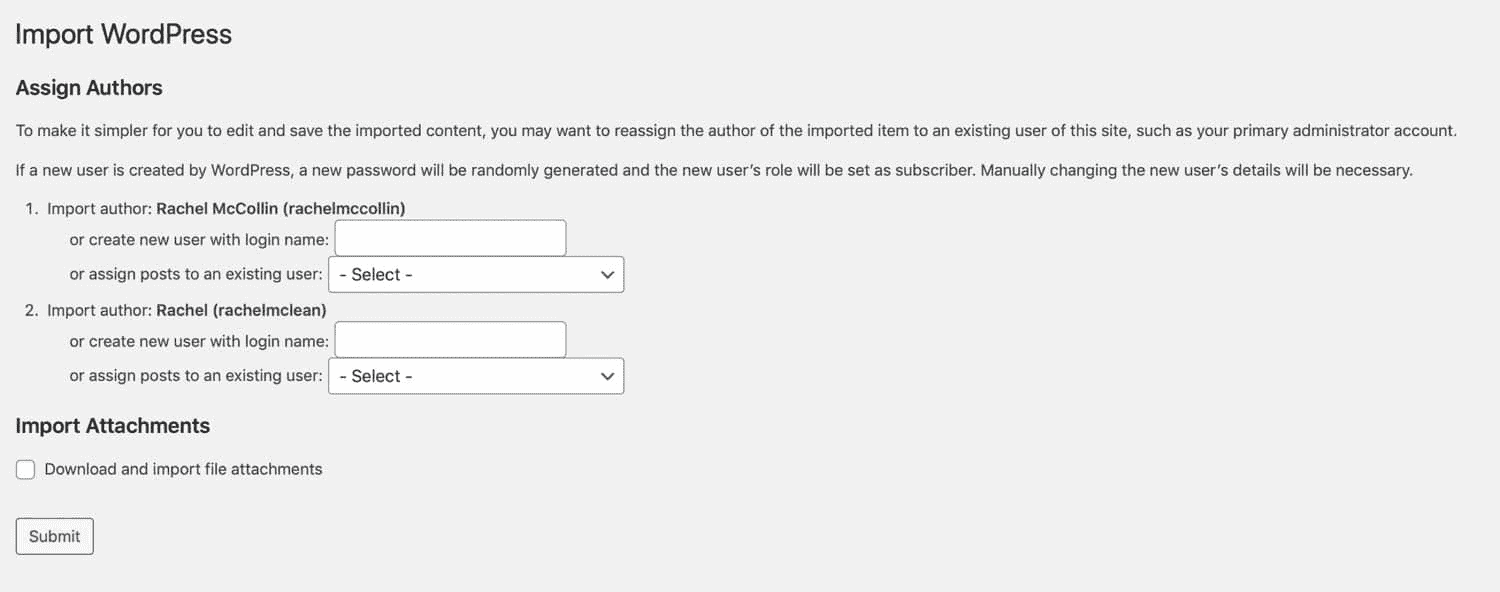 Import WordPress
Assign Authors
To make it simpler for you to edit and save the imported content, you may want to reassign the author of the imported item to an existing user of this site, such as your primary administrator account.
If a new user is created by WordPress, a new password will be randomly generated and the new user’s role will be set as subscriber. Manually changing the new user’s details will be necessary.
1. Import author: Rachel McCollin (rachelmccollin)
or create new user with login name:
or assign posts to an existing user: - Select -
2. Import author: Rachel (rachelmclean)
or create new user with login name:
or assign posts to an existing user: - Select -
Import Attachments
Download and import file attachments
Submit